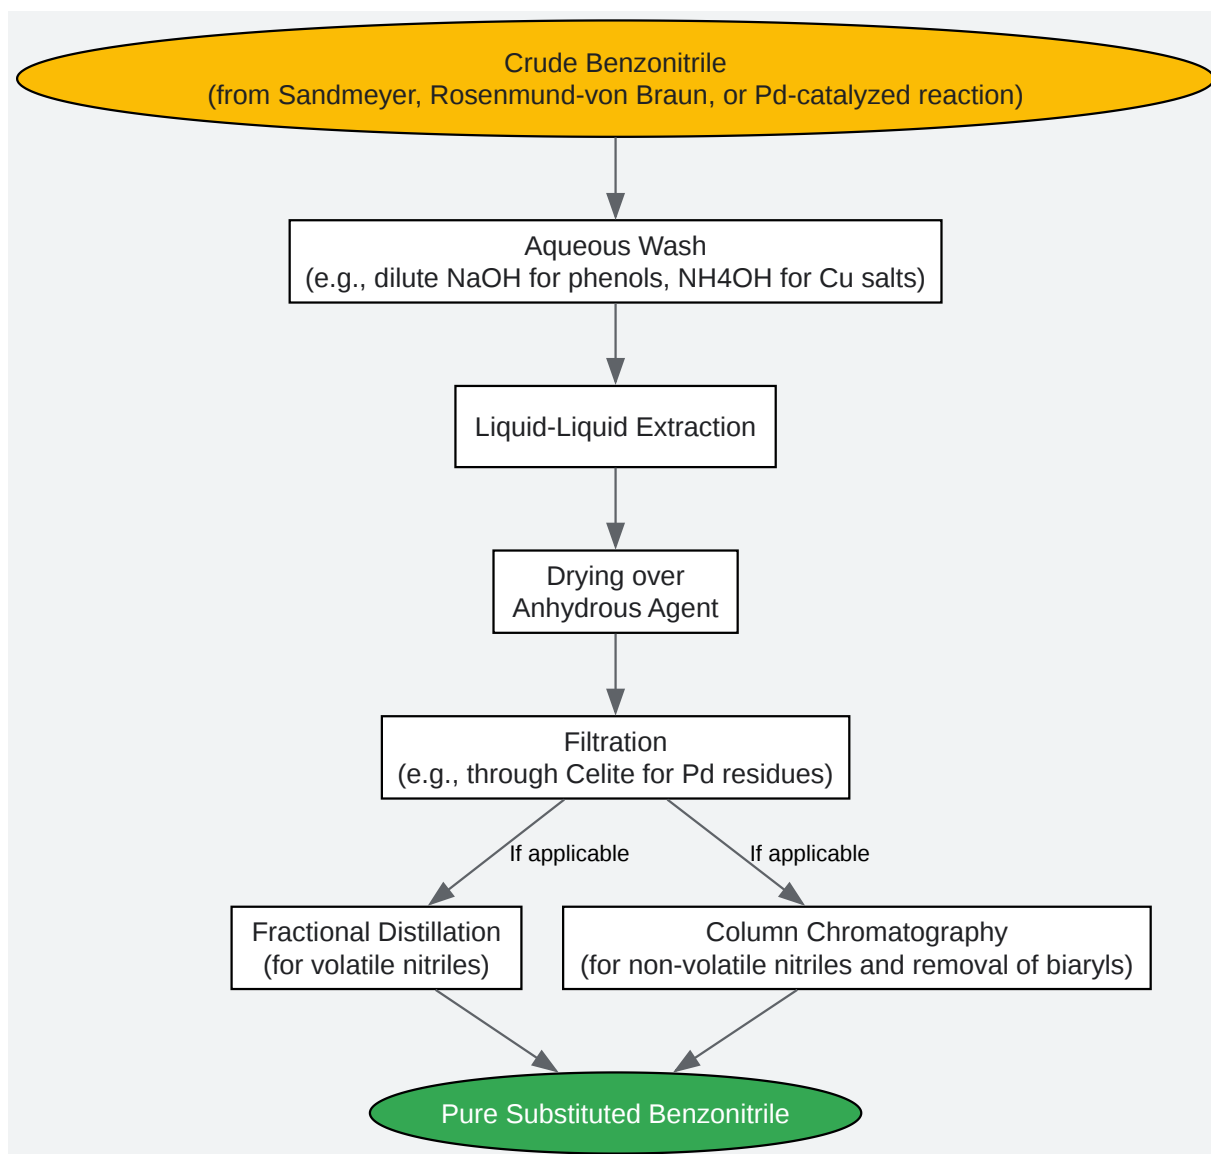 Crude Benzonitrile
(from Sandmeyer, Rosenmund-von Braun, or Pd-catalyzed reaction)
Aqueous Wash
(e.g., dilute NaOH for phenols, NH4OH for Cu salts)
Liquid-Liquid Extraction
Drying over
Anhydrous Agent
Filtration
(e.g., through Celite for Pd residues)
If applicable
If applicable
Fractional Distillation
(for volatile nitriles)
Column Chromatography
(for non-volatile nitriles and removal of biaryls)
Pure Substituted Benzonitrile